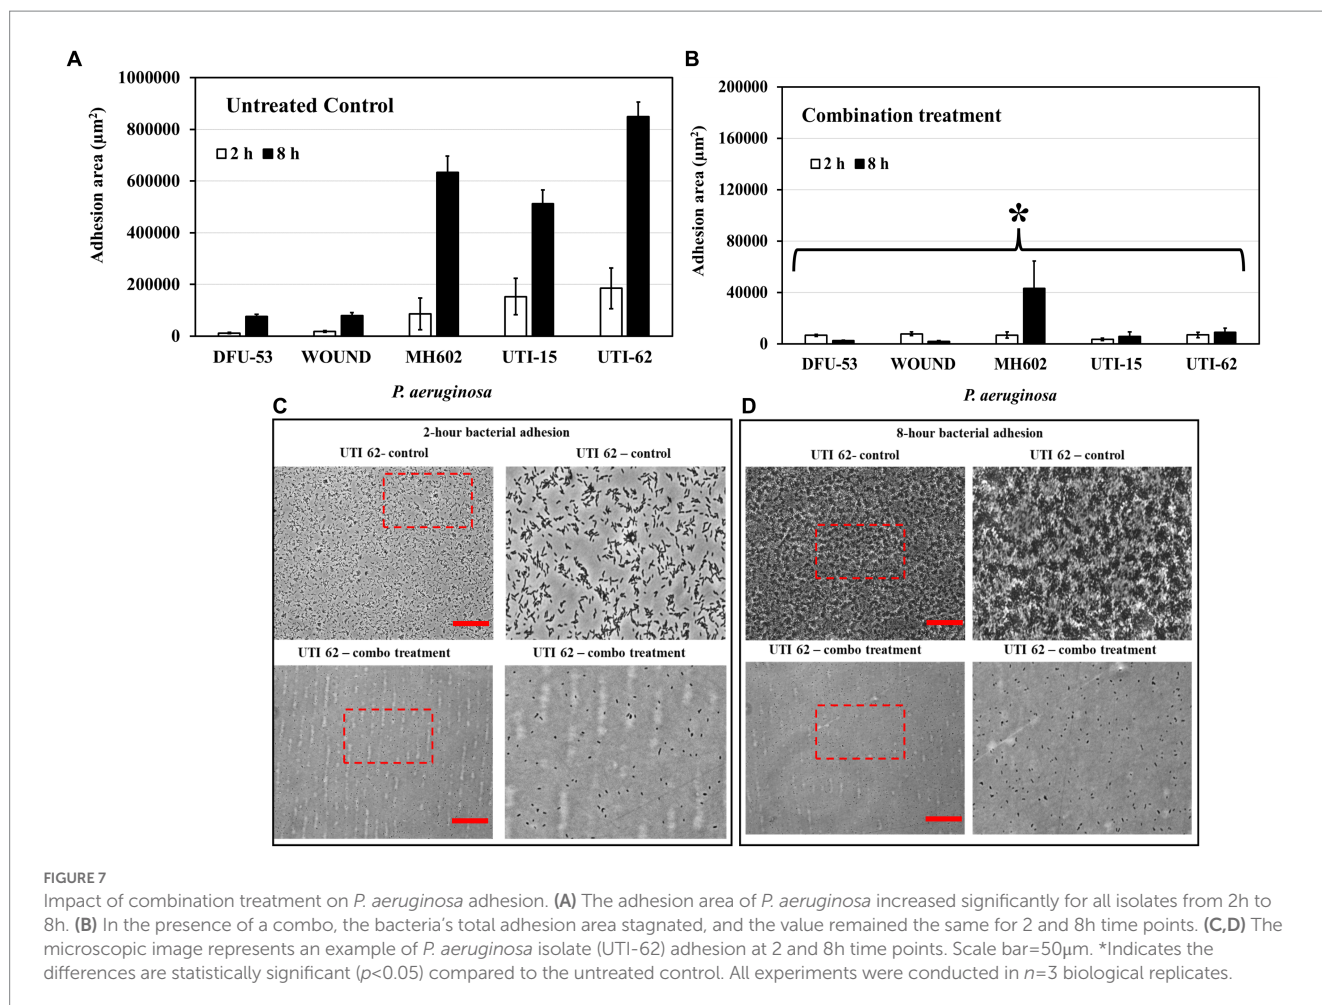 A
1000000
800000
600000
400000
200000
0
Adhesion area (μm²)
Untreated Control
2 h 8 h
DFU-53 WOUND MH602 UTI-15 UTI-62
P. aeruginosa
B
200000
160000
120000
80000
40000
0
Adhesion area (μm²)
Combination treatment
2 h 8 h
*
DFU-53 WOUND MH602 UTI-15 UTI-62
P. aeruginosa
C
2-hour bacterial adhesion
UTI 62- control UTI 62 – control
UTI 62 – combo treatment UTI 62 – combo treatment
D
8-hour bacterial adhesion
UTI 62- control UTI 62 – control
UTI 62 – combo treatment UTI 62 – combo treatment
FIGURE 7
Impact of combination treatment on P. aeruginosa adhesion. (A) The adhesion area of P. aeruginosa increased significantly for all isolates from 2h to
8h. (B) In the presence of a combo, the bacteria's total adhesion area stagnated, and the value remained the same for 2 and 8h time points. (C,D) The
microscopic image represents an example of P. aeruginosa isolate (UTI-62) adhesion at 2 and 8h time points. Scale bar=50μm. *Indicates the
differences are statistically significant (p<0.05) compared to the untreated control. All experiments were conducted in n=3 biological replicates.